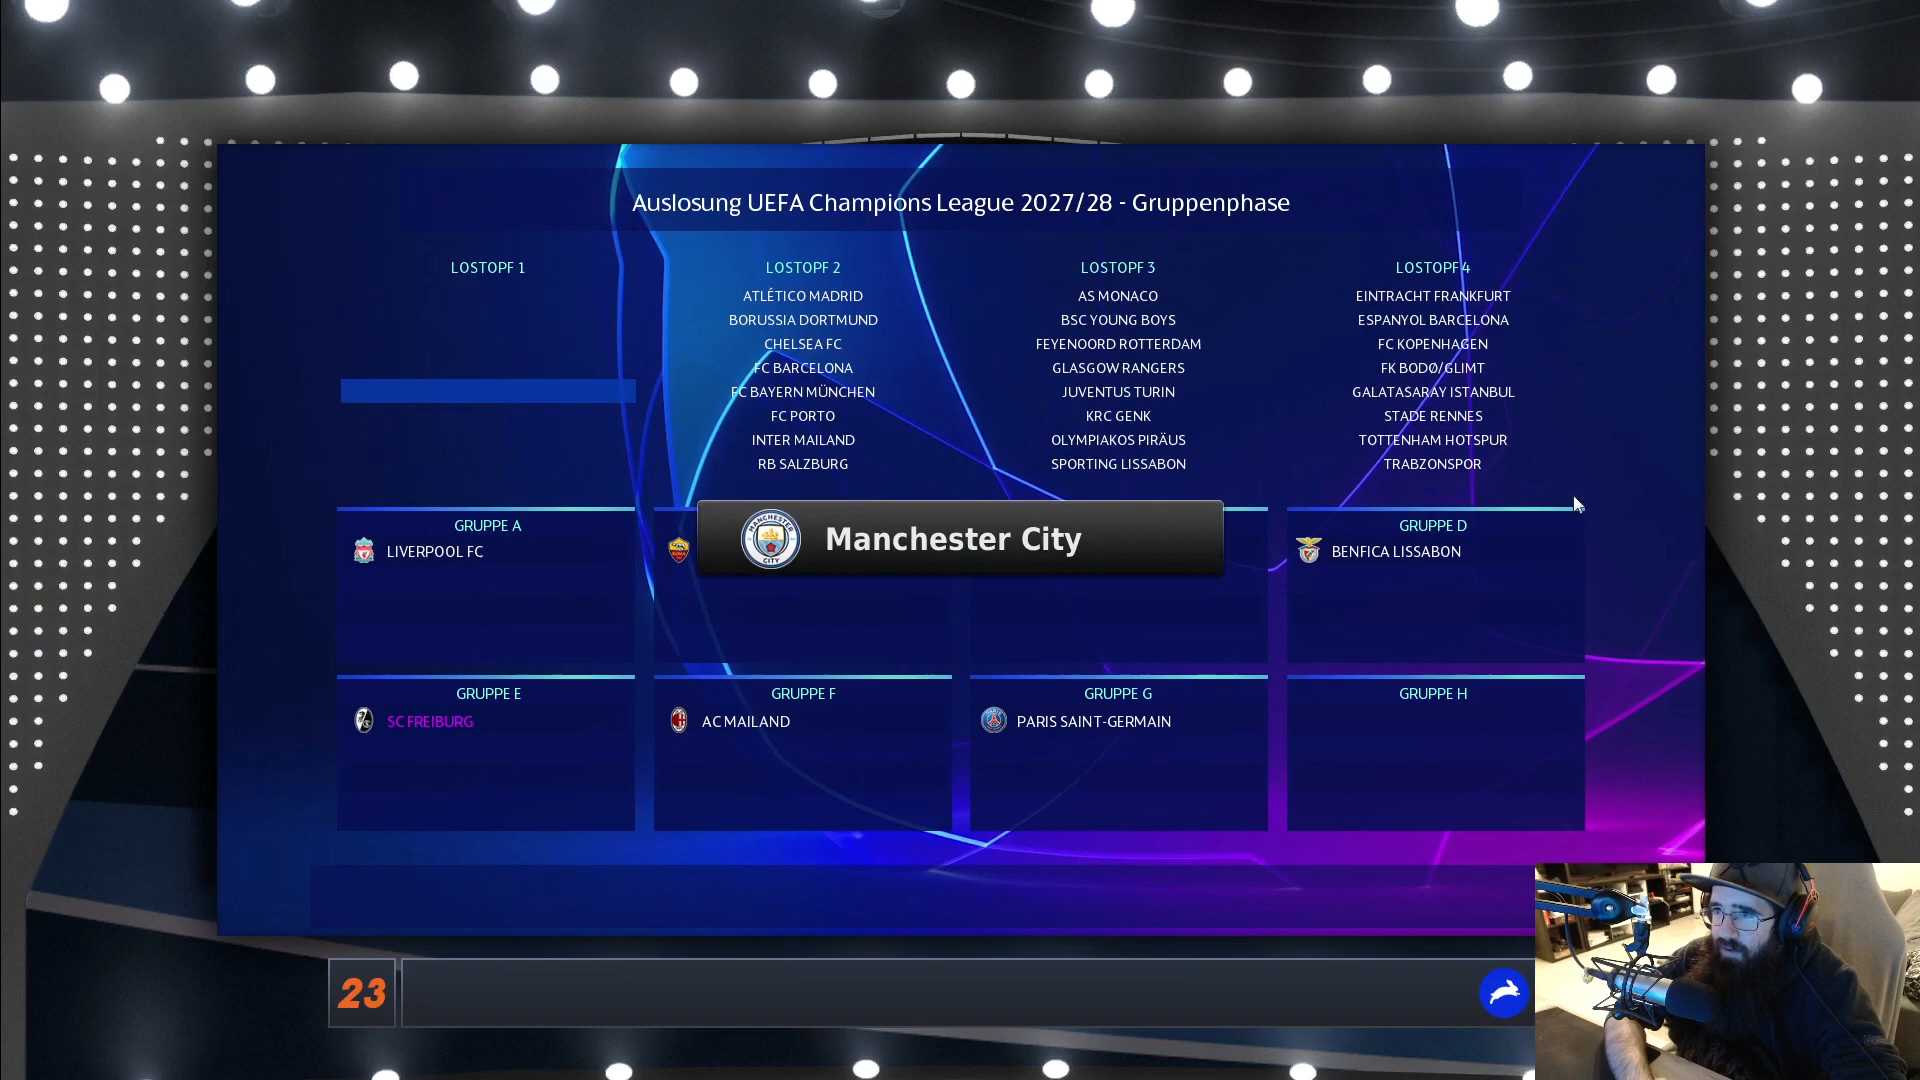 Auslosung UEFA Champions League 2027/28 - Gruppenphase
LOSTOPF 1
LOSTOPF 2
ATLÉTICO MADRID
BORUSSIA DORTMUND
CHELSEA FC
FC BARCELONA
FC BAYERN MÜNCHEN
FC PORTO
INTER MAILAND
RB SALZBURG
LOSTOPF 3
AS MONACO
BSC YOUNG BOYS
FEYENOORD ROTTERDAM
GLASGOW RANGERS
JUVENTUS TURIN
KRC GENK
OLYMPIAKOS PIRÄUS
SPORTING LISSABON
LOSTOPF 4
EINTRACHT FRANKFURT
ESPANYOL BARCELONA
FC KOPENHAGEN
FK BODØ/GLIMT
GALATASARAY ISTANBUL
STADE RENNES
TOTTENHAM HOTSPUR
TRABZONSPOR
GRUPPE A
LIVERPOOL FC
MANCHESTER
CITY
Manchester City
GRUPPE D
BENFICA LISSABON
GRUPPE E
SC FREIBURG
GRUPPE F
AC MAILAND
GRUPPE G
PARIS SAINT-GERMAIN
GRUPPE H
23